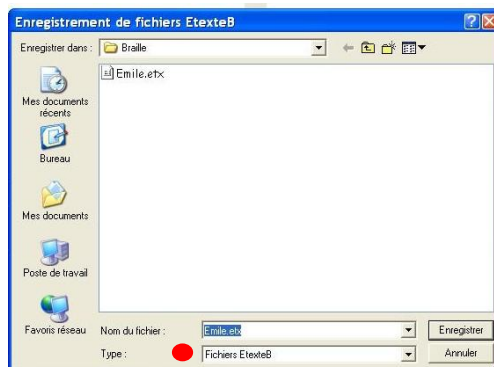 Enregistrement de fichiers EtexteB
Enregistrer dans : Braille
Emile.etx
Mes documents
récents
Bureau
Mes documents
Poste de travail
Favoris réseau
Nom du fichier : Emile.etx Enregistrer
Type : Fichiers EtexteB Annuler